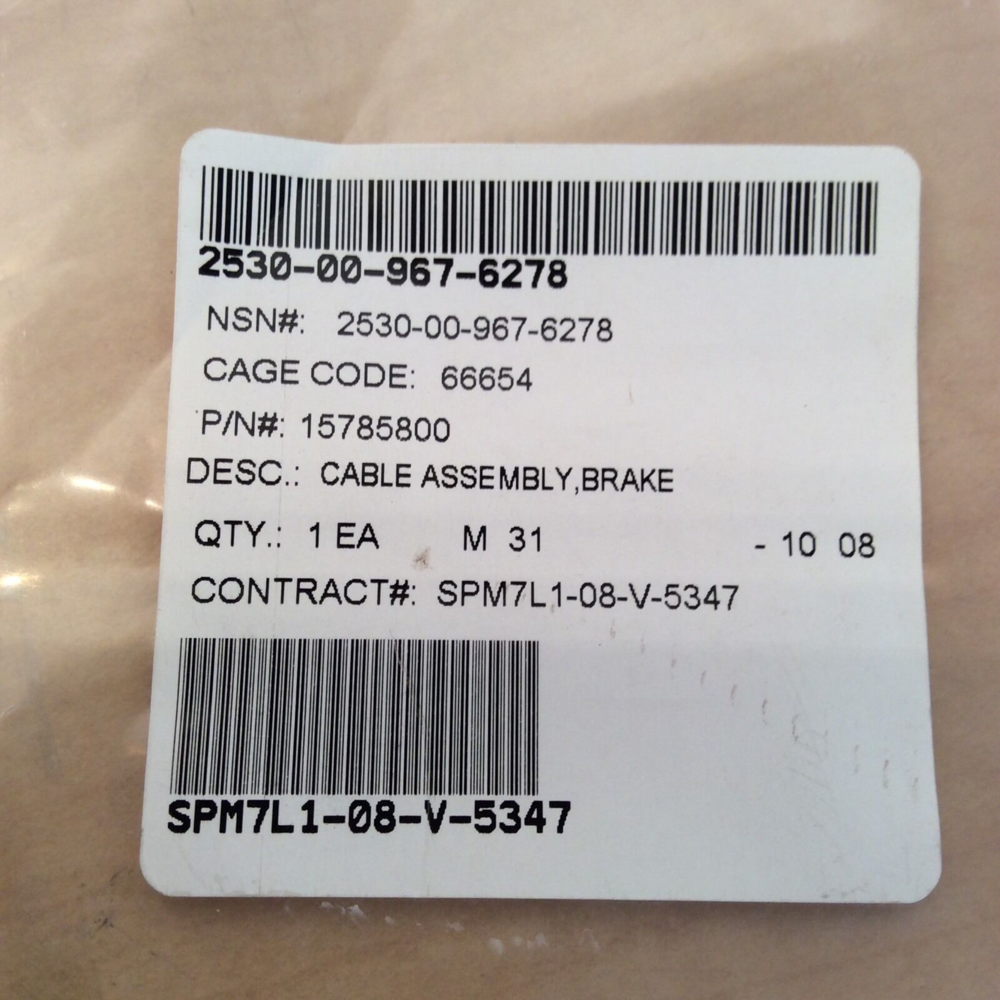 2530-00-967-6278
NSN#: 2530-00-967-6278
CAGE CODE: 66654
P/N#: 15785800
DESC.: CABLE ASSEMBLY,BRAKE
QTY.: 1 EA M 31 - 10 08
CONTRACT#: SPM7L1-08-V-5347
SPM7L1-08-V-5347